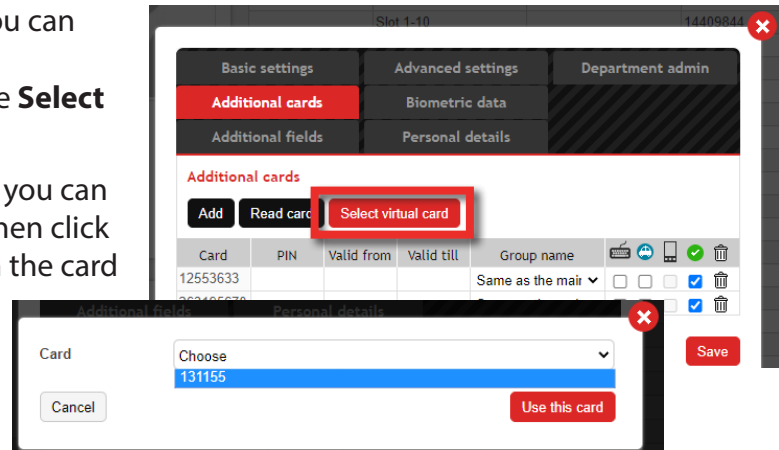 ou can
e Select
you can
hen click
n the card
Slot 1-10 14409844
Basic settings Advanced settings Department admin
Additional cards Biometric data
Additional fields Personal details
Additional cards
Add Read card Select virtual card
Card PIN Valid from Valid till Group name
12553633 Same as the main
Additional fields Personal details
Card Choose
131155
Cancel Use this card
Save